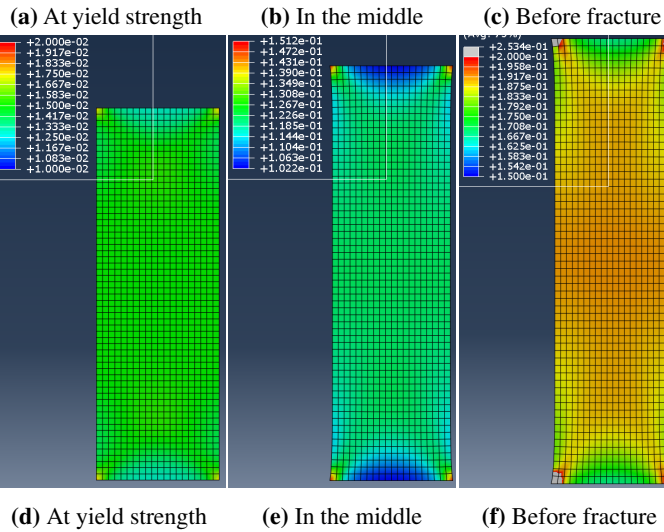 (a) At yield strength
(b) In the middle
(c) Before fracture
+2.000e-02
+1.917e-02
+1.833e-02
+1.750e-02
+1.667e-02
+1.583e-02
+1.500e-02
+1.417e-02
+1.333e-02
+1.250e-02
+1.167e-02
+1.083e-02
+1.000e-02
+1.512e-01
+1.472e-01
+1.431e-01
+1.390e-01
+1.349e-01
+1.308e-01
+1.267e-01
+1.226e-01
+1.185e-01
+1.144e-01
+1.104e-01
+1.063e-01
+1.022e-01
(Avg: 75%)
+2.534e-01
+2.000e-01
+1.958e-01
+1.917e-01
+1.875e-01
+1.833e-01
+1.792e-01
+1.750e-01
+1.708e-01
+1.667e-01
+1.625e-01
+1.583e-01
+1.542e-01
+1.500e-01
(d) At yield strength
(e) In the middle
(f) Before fracture